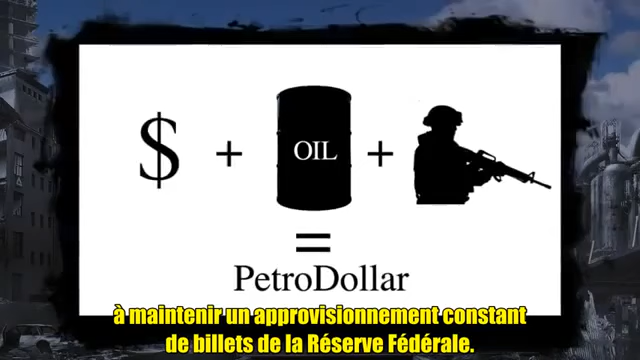 $ + OIL +
=
PetroDollar
à maintenir un approvisionnement constant
de billets de la Réserve Fédérale.